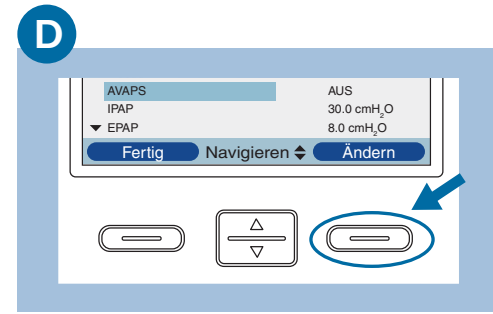 D
AVAPS AUS
IPAP 30.0 cmH₂O
▼ EPAP 8.0 cmH₂O
Fertig Navigieren Ändern